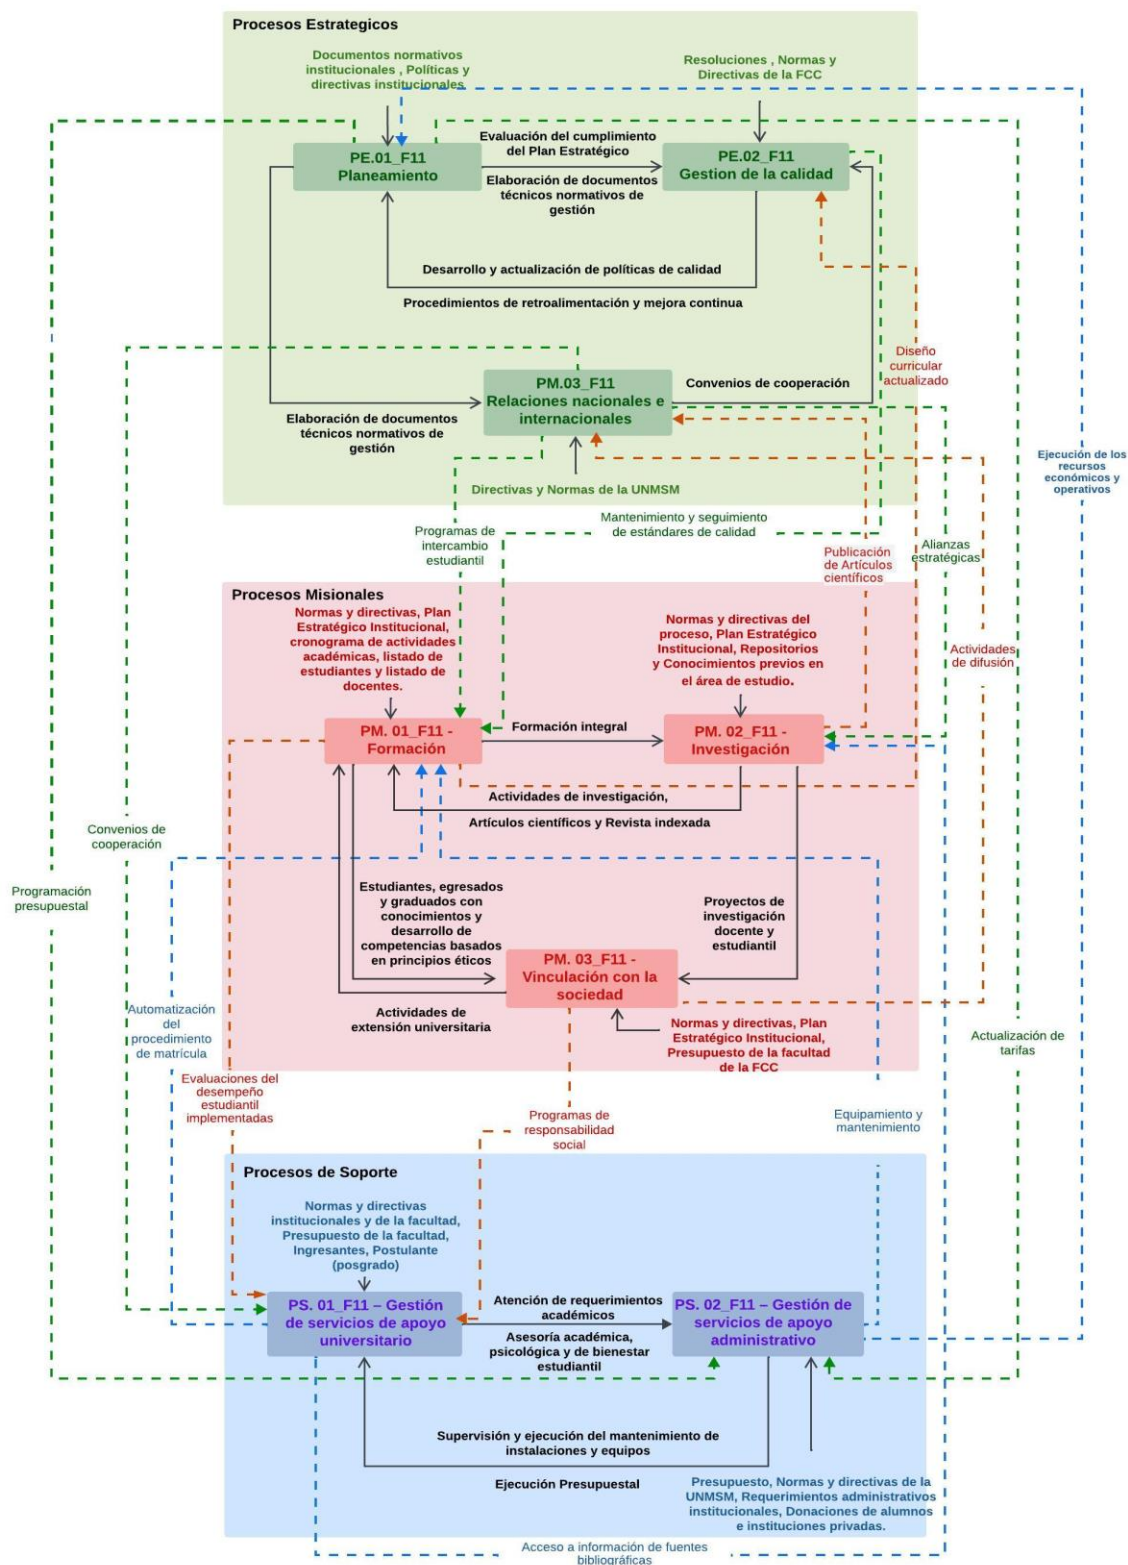 Procesos Estrategicos
Documentos normativos
institucionales , Políticas y
directivas institucionales
Resoluciones , Normas y
Directivas de la FCC
Evaluación del cumplimiento
del Plan Estratégico
PE.01_F11
Planeamiento
PE.02_F11
Gestion de la calidad
Elaboración de documentos
técnicos normativos de
gestión
Desarrollo y actualización de políticas de calidad
Procedimientos de retroalimentación y mejora continua
Diseño
curricular
actualizado
PM.03_F11
Relaciones nacionales e
internacionales
Convenios de cooperación
Elaboración de documentos
técnicos normativos de
gestión
Ejecución de los
recursos
económicos y
operativos
Directivas y Normas de la UNMSM
Mantenimiento y seguimiento
de estándares de calidad
Programas de
intercambio
estudiantil
Alianzas
estratégicas
Publicación
de Artículos
científicos
Procesos Misionales
Normas y directivas, Plan
Estratégico Institucional,
cronograma de actividades
académicas, listado de
estudiantes y listado de
docentes.
Normas y directivas del
proceso, Plan Estratégico
Institucional, Repositorios
y Conocimientos previos en
el área de estudio.
Actividades
de difusión
PM. 01_F11 -
Formación
Formación integral
PM. 02_F11 -
Investigación
Actividades de investigación,
Artículos científicos y Revista indexada
Convenios de
cooperación
Programación
presupuestal
Estudiantes, egresados
y graduados con
conocimientos y
desarrollo de
competencias basados
en principios éticos
Proyectos de
investigación
docente y
estudiantil
PM. 03_F11 -
Vinculación con la
sociedad
Automatización
del
procedimiento
de matrícula
Actividades de
extensión universitaria
Normas y directivas, Plan
Estratégico Institucional,
Presupuesto de la facultad
de la FCC
Actualización de
tarifas
Evaluaciones del
desempeño
estudiantil
implementadas
Programas de
responsabilidad
social
Equipamiento y
mantenimiento
Procesos de Soporte
Normas y directivas
institucionales y de la facultad,
Presupuesto de la facultad,
Ingresantes, Postulante
(posgrado)
PS. 01_F11 – Gestión
de servicios de apoyo
universitario
Atención de requerimientos
académicos
Asesoría académica,
psicológica y de bienestar
estudiantil
PS. 02_F11 – Gestión de
servicios de apoyo
administrativo
Supervisión y ejecución del mantenimiento de
instalaciones y equipos
Ejecución Presupuestal
Presupuesto, Normas y directivas de la
UNMSM, Requerimientos administrativos
institucionales, Donaciones de alumnos
e instituciones privadas.
Acceso a información de fuentes
bibliográficas